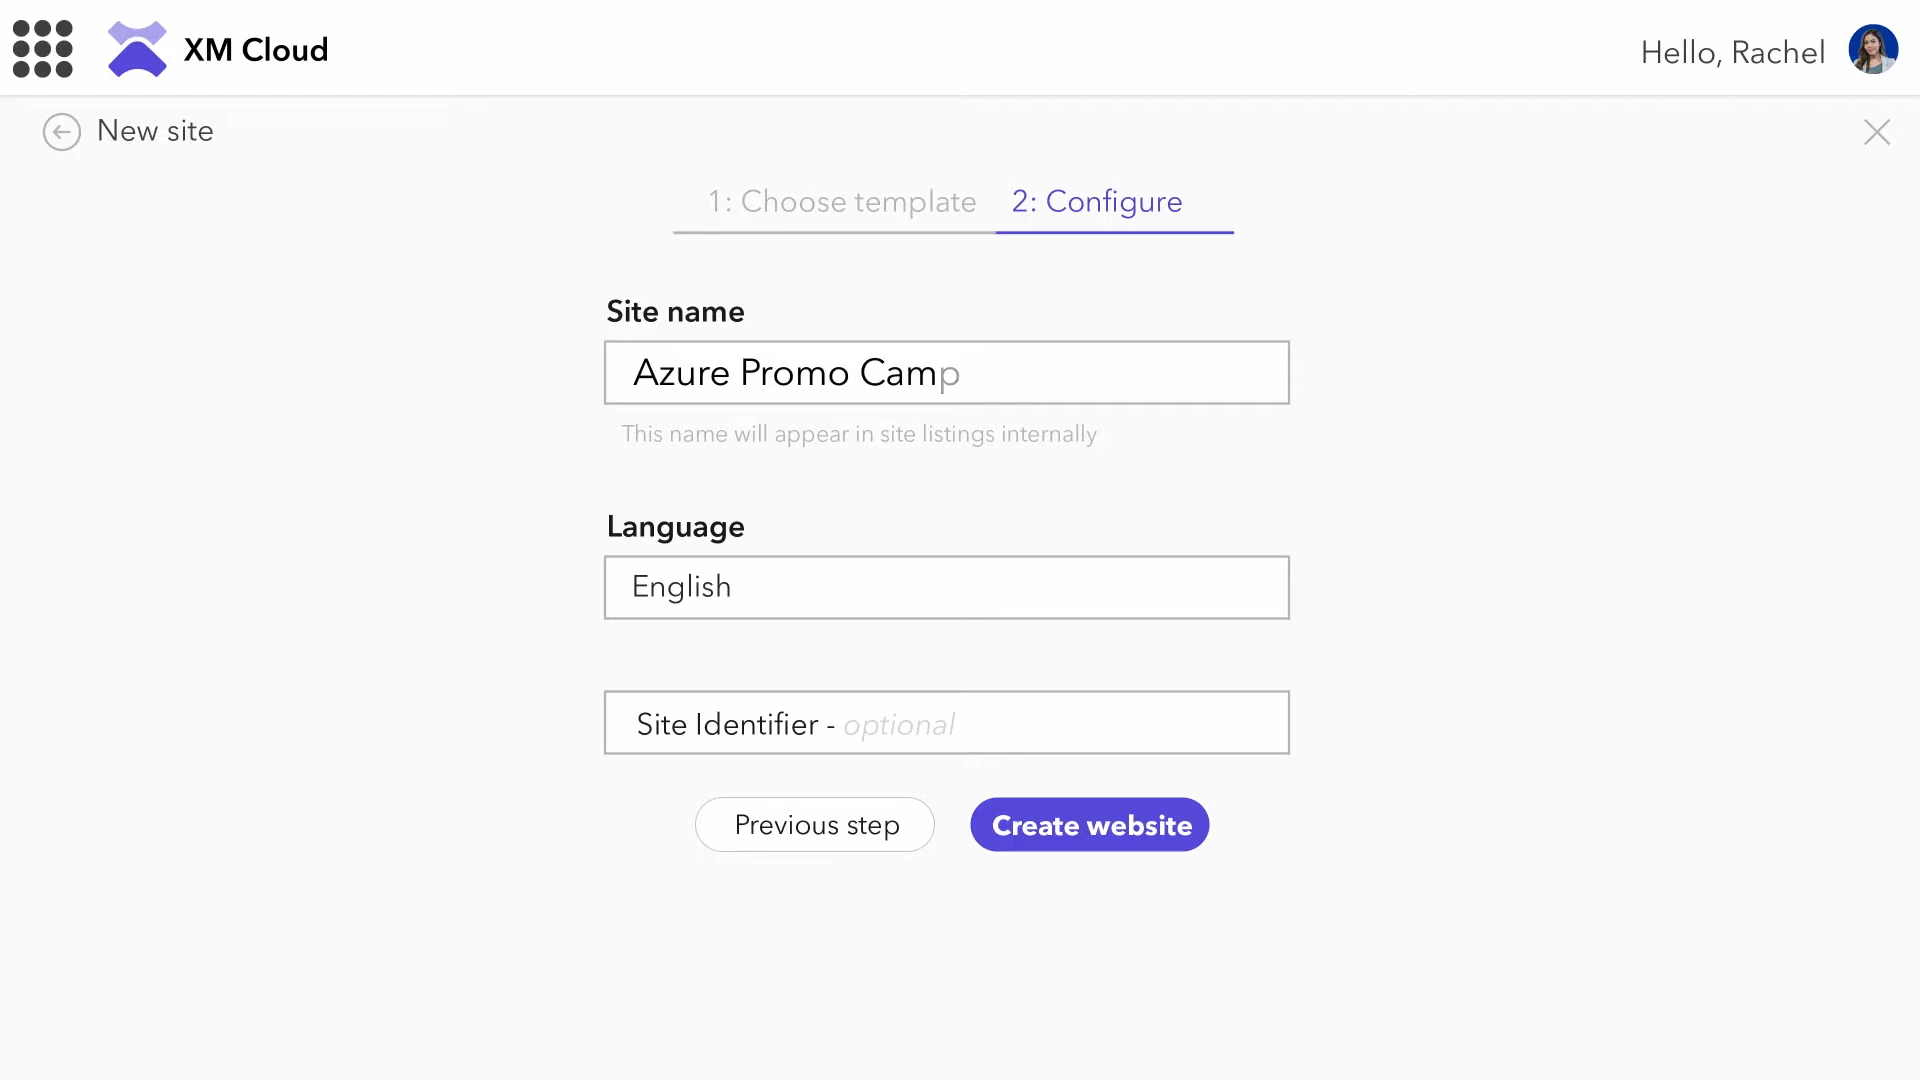 XM Cloud
Hello, Rachel
New site
1: Choose template
2: Configure
Site name
Azure Promo Camp
This name will appear in site listings internally
Language
English
Site Identifier - optional
Previous step
Create website